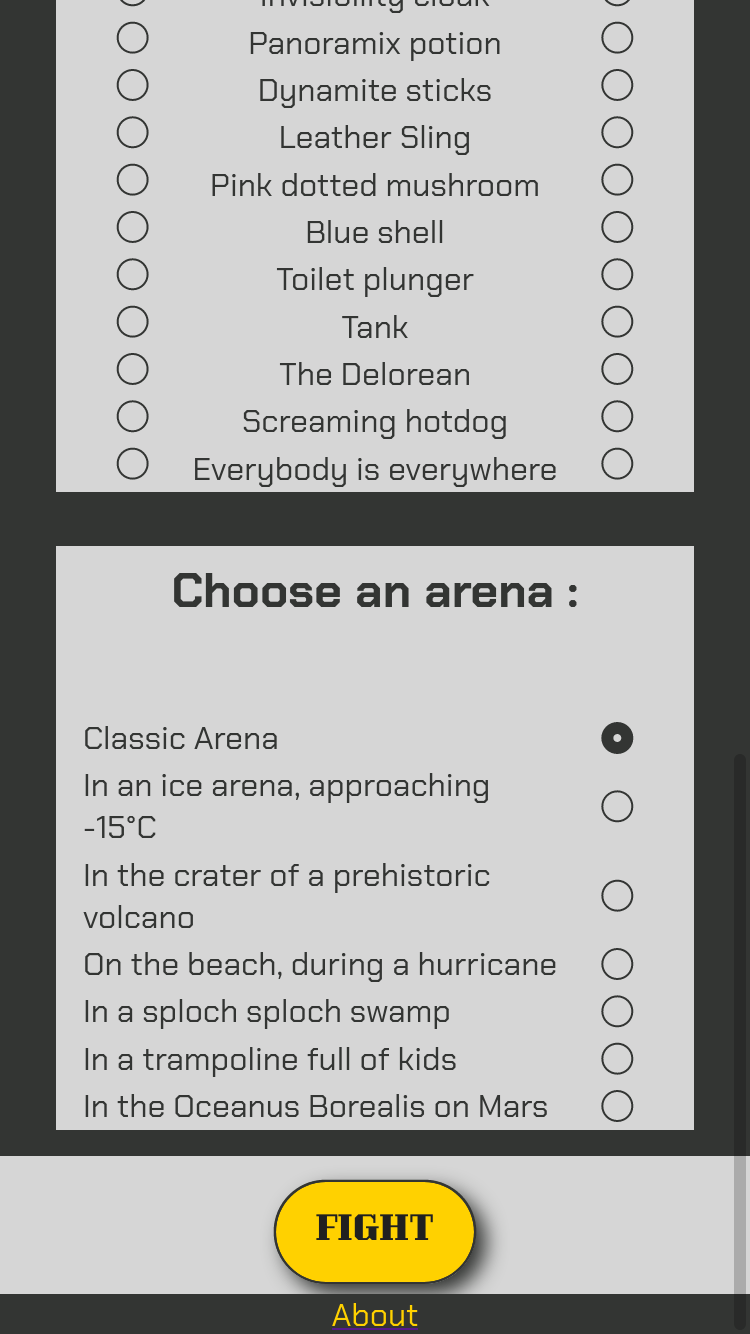 Invisibility cloak
Panoramix potion
Dynamite sticks
Leather Sling
Pink dotted mushroom
Blue shell
Toilet plunger
Tank
The Delorean
Screaming hotdog
Everybody is everywhere
Choose an arena :
Classic Arena
In an ice arena, approaching
-15°C
In the crater of a prehistoric
volcano
On the beach, during a hurricane
In a sploch sploch swamp
In a trampoline full of kids
In the Oceanus Borealis on Mars
FIGHT
About